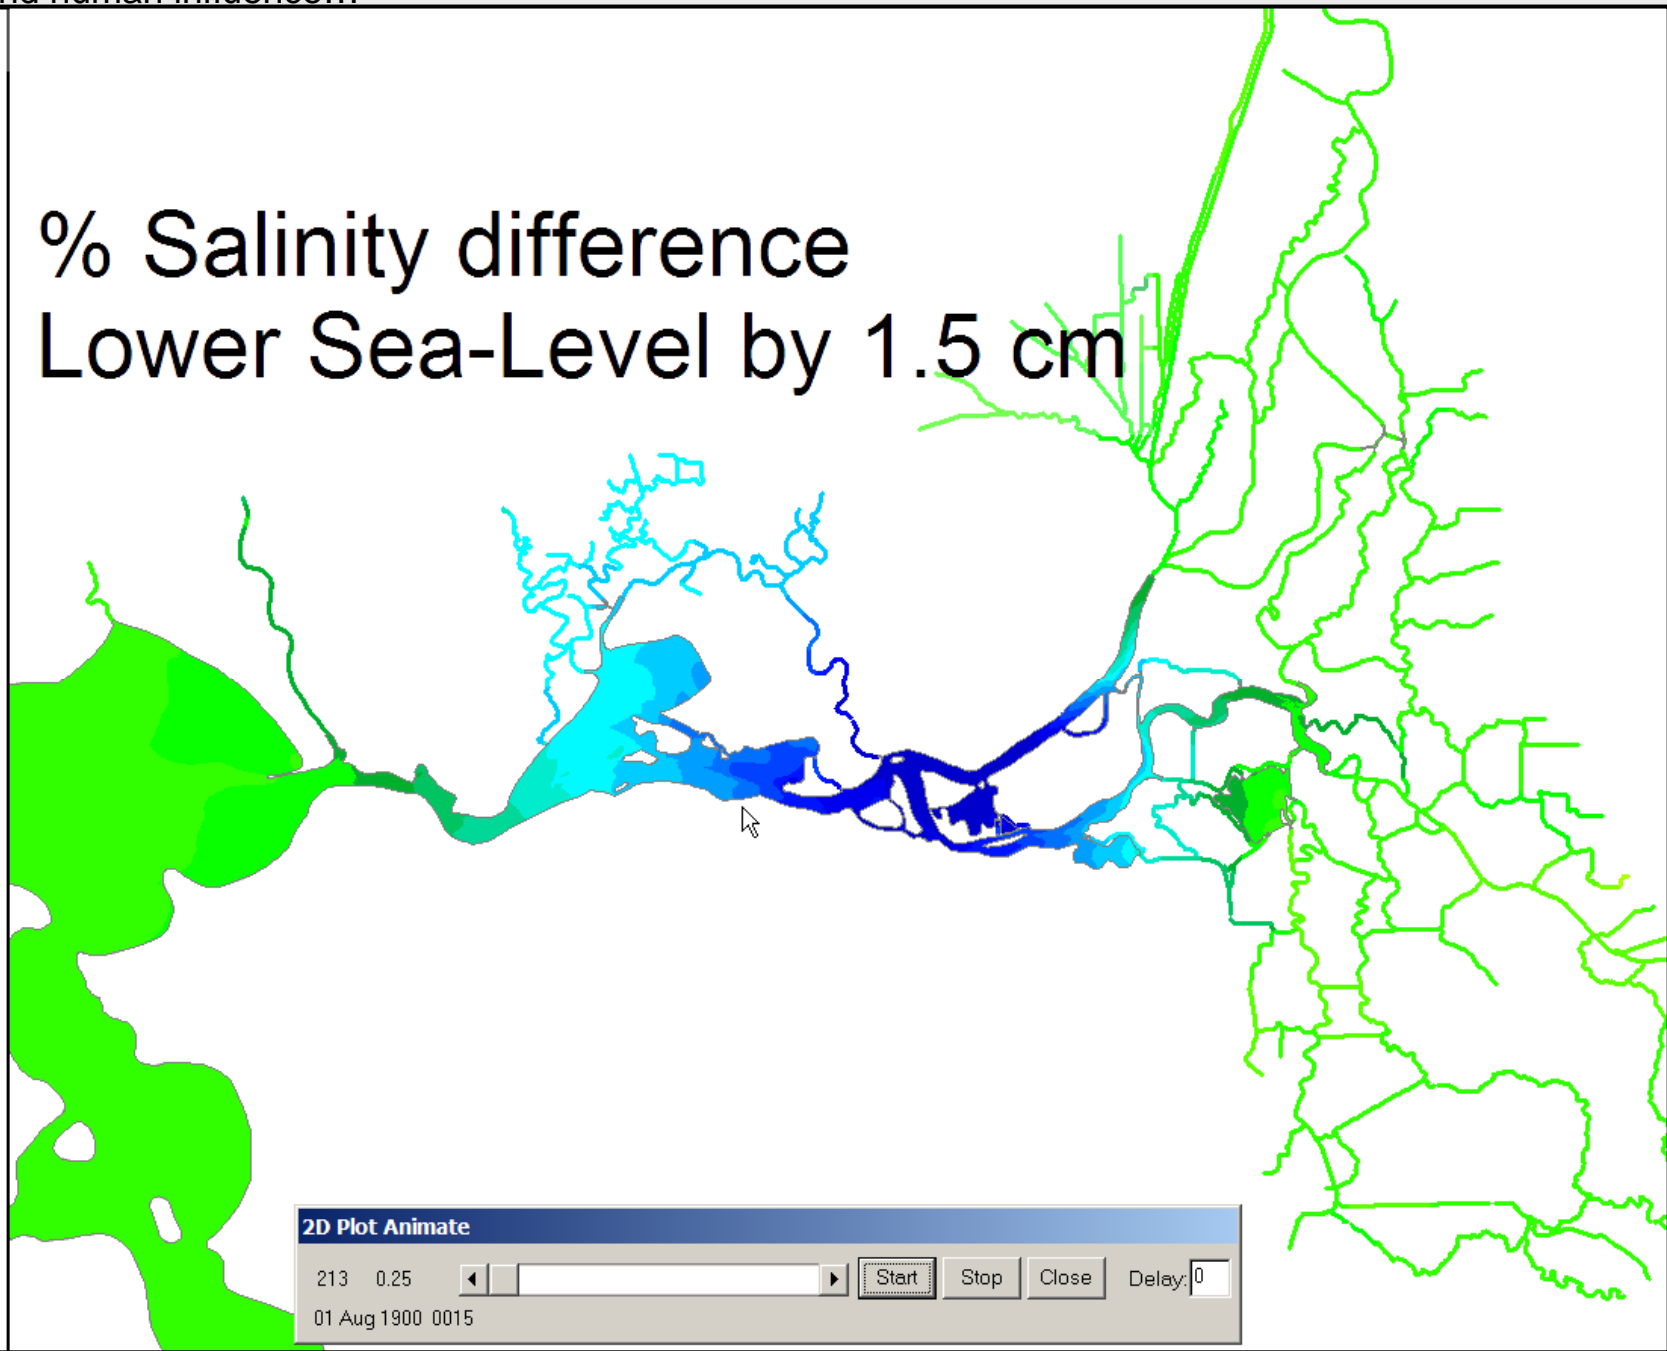 % Salinity difference
Lower Sea-Level by 1.5 cm
2D Plot Animate
213 0.25 Start Stop Close Delay: 0
01 Aug 1900 0015